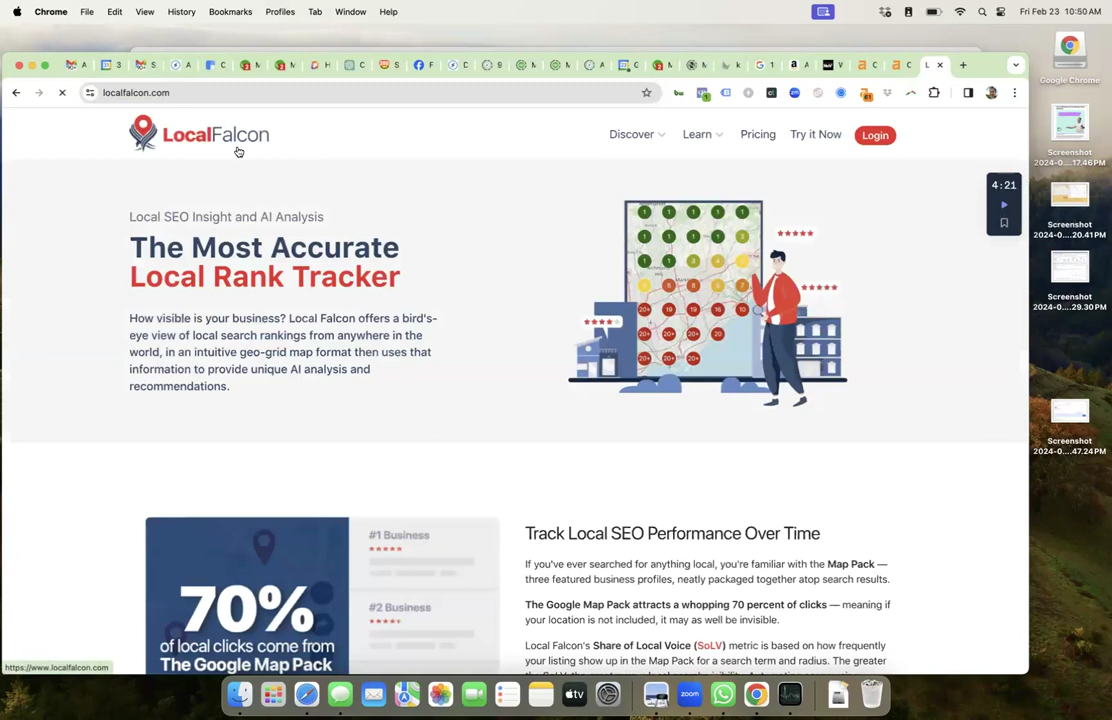 Chrome File Edit View History Bookmarks Profiles Tab Window Help
Fri Feb 23 10:50 AM
localfalcon.com
LocalFalcon
Discover Learn Pricing Try it Now Login
4:21
Local SEO Insight and AI Analysis
The Most Accurate
Local Rank Tracker
How visible is your business? Local Falcon offers a bird's-
eye view of local search rankings from anywhere in the
world, in an intuitive geo-grid map format then uses that
information to provide unique AI analysis and
recommendations.
70%
of local clicks come from
The Google Map Pack
#1 Business
#2 Business
Track Local SEO Performance Over Time
If you've ever searched for anything local, you're familiar with the Map Pack —
three featured business profiles, neatly packaged together atop search results.
The Google Map Pack attracts a whopping 70 percent of clicks — meaning if
your location is not included, it may as well be invisible.
Local Falcon's Share of Local Voice (SoLV) metric is based on how frequently
your listing show up in the Map Pack for a search term and radius. The greater
https://www.localfalcon.com
Google Chrome
Screenshot
2024-0....17.46 PM
Screenshot
2024-0....20.41 PM
Screenshot
2024-0....29.30 PM
Screenshot
2024-0....47.24 PM
zoom
tv